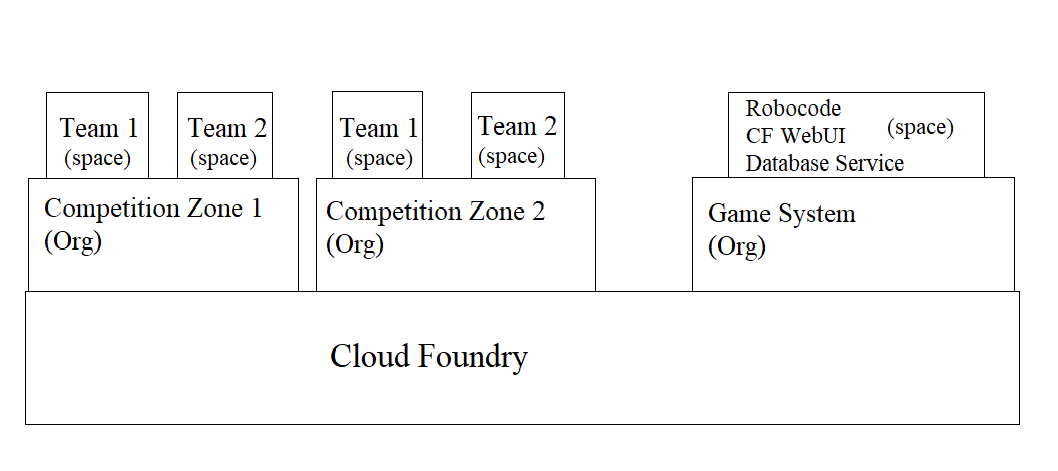 Team 1
(space)
Team 2
(space)
Team 1
(space)
Team 2
(space)
Robocode
CF WebUI (space)
Database Service
Competition Zone 1
(Org)
Competition Zone 2
(Org)
Game System
(Org)
Cloud Foundry